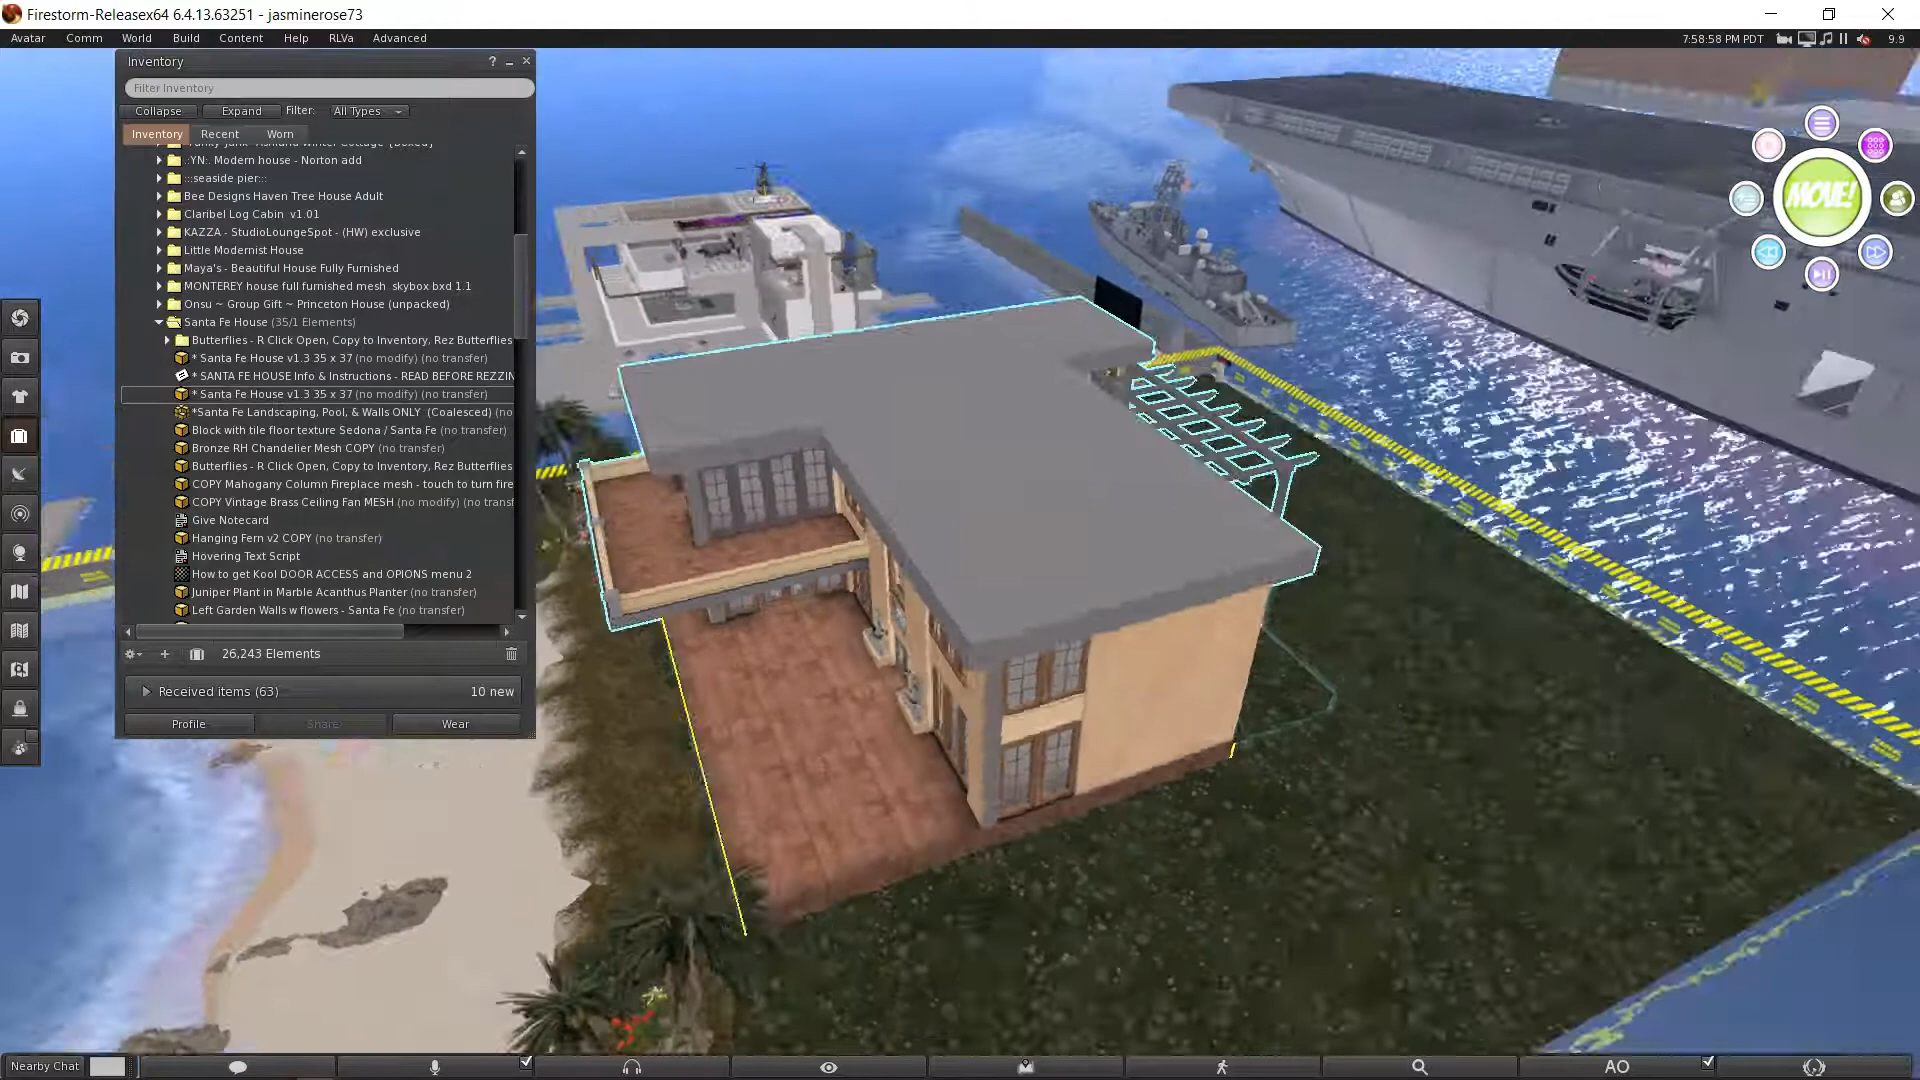 Firestorm-Releasex64 6.4.13.63251 - jasminerose73
Avatar Comm World Build Content Help RLVa Advanced
7:58:58 PM PDT
9.9
Inventory
?
Filter Inventory
Collapse Expand Filter: All Types
Inventory Recent Worn
.:YN:. Modern house - Norton add
:::seaside pier:::
Bee Designs Haven Tree House Adult
Claribel Log Cabin v1.01
KAZZA - StudioLoungeSpot - (HW) exclusive
Little Modernist House
Maya's - Beautiful House Fully Furnished
MONTEREY house full furnished mesh skybox bxd 1.1
Onsu ~ Group Gift ~ Princeton House (unpacked)
Santa Fe House (35/1 Elements)
Butterflies - R Click Open, Copy to Inventory, Rez Butterflies
* Santa Fe House v1.3 35 x 37 (no modify) (no transfer)
* SANTA FE HOUSE Info & Instructions - READ BEFORE REZZIN
* Santa Fe House v1.3 35 x 37 (no modify) (no transfer)
*Santa Fe Landscaping, Pool, & Walls ONLY (Coalesced) (no
Block with tile floor texture Sedona / Santa Fe (no transfer)
Bronze RH Chandelier Mesh COPY (no transfer)
Butterflies - R Click Open, Copy to Inventory, Rez Butterflies
COPY Mahogany Column Fireplace mesh - touch to turn fire
COPY Vintage Brass Ceiling Fan MESH (no modify) (no transf
Give Notecard
Hanging Fern v2 COPY (no transfer)
Hovering Text Script
How to get Kool DOOR ACCESS and OPIONS menu 2
Juniper Plant in Marble Acanthus Planter (no transfer)
Left Garden Walls w flowers - Santa Fe (no transfer)
26,243 Elements
Received items (63) 10 new
Profile Share Wear
MOVE!
Nearby Chat
AO